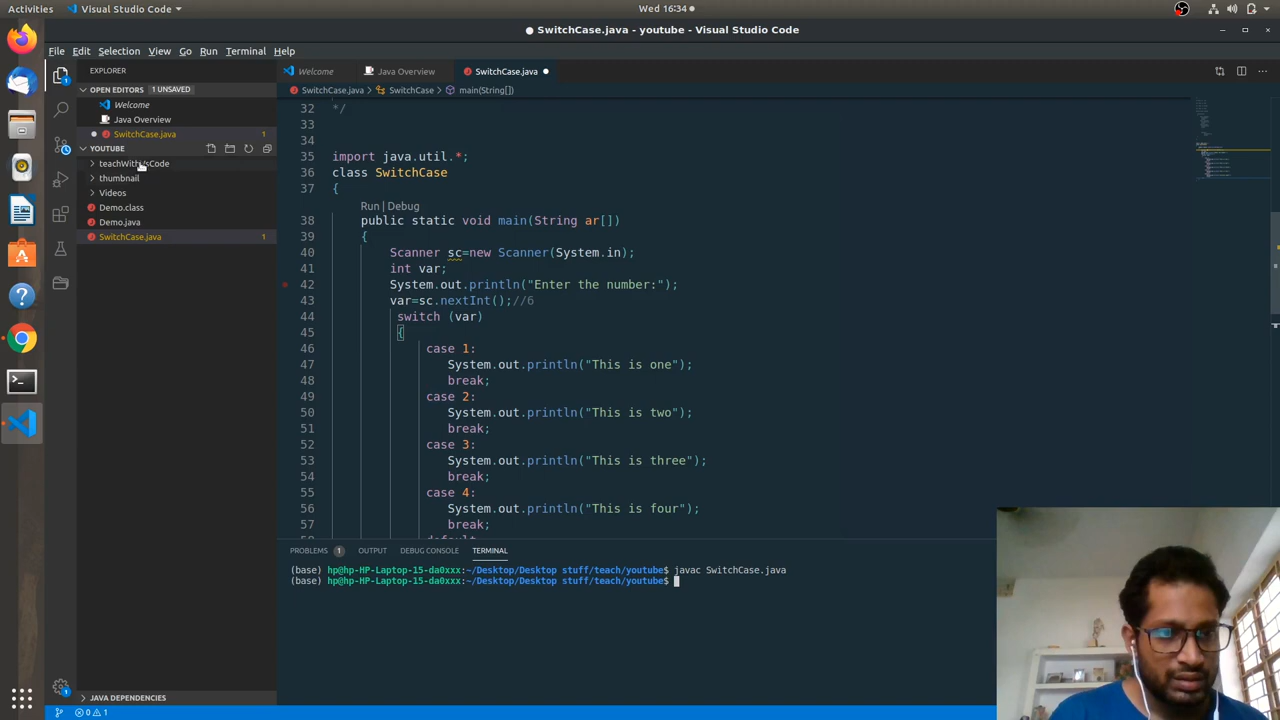 Activities Visual Studio Code Wed 16:34
SwitchCase.java - youtube - Visual Studio Code
File Edit Selection View Go Run Terminal Help
EXPLORER
Welcome Java Overview SwitchCase.java
OPEN EDITORS 1 UNSAVED
SwitchCase.java > SwitchCase > main(String[])
Welcome
Java Overview
SwitchCase.java 1
YOUTUBE
teachWithVsCode
thumbnail
Videos
Demo.class
Demo.java
SwitchCase.java 1
32 */
33
34
35 import java.util.*;
36 class SwitchCase
37 {
Run | Debug
38 public static void main(String ar[])
39 {
40 Scanner sc=new Scanner(System.in);
41 int var;
42 System.out.println("Enter the number:");
43 var=sc.nextInt();//6
44 switch (var)
45 {
46 case 1:
47 System.out.println("This is one");
48 break;
49 case 2:
50 System.out.println("This is two");
51 break;
52 case 3:
53 System.out.println("This is three");
54 break;
55 case 4:
56 System.out.println("This is four");
57 break;
PROBLEMS 1 OUTPUT DEBUG CONSOLE TERMINAL
(base) hp@hp-HP-Laptop-15-da0xxx:~/Desktop/Desktop stuff/teach/youtube$ javac SwitchCase.java
(base) hp@hp-HP-Laptop-15-da0xxx:~/Desktop/Desktop stuff/teach/youtube$
JAVA DEPENDENCIES
0 1